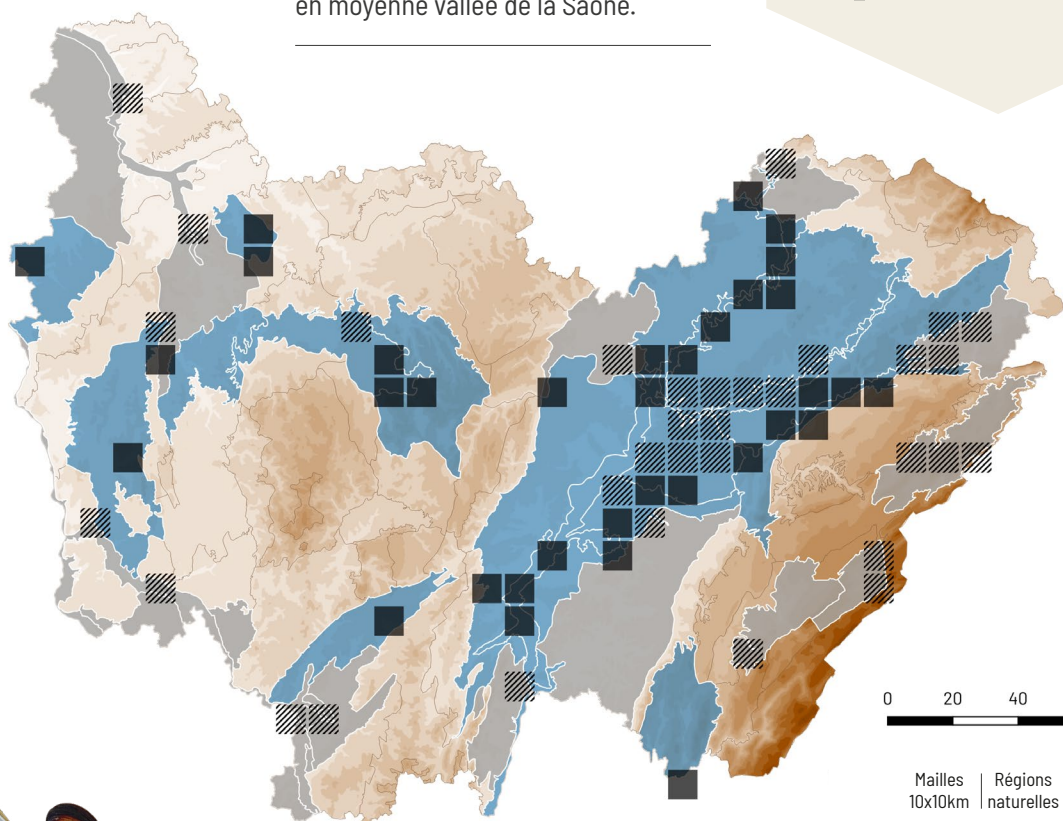 en moyenne vallée de la Saône.
0 20 40
Mailles
10x10km
Régions
naturelles